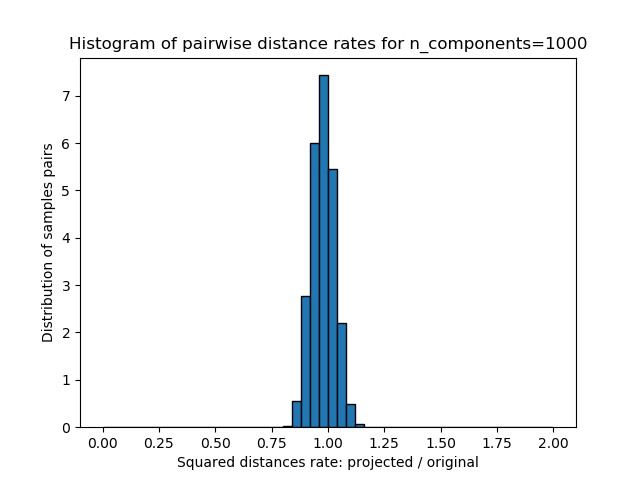 Histogram of pairwise distance rates for n_components=1000
Distribution of samples pairs
7
6
5
4
3
2
1
0
0.00 0.25 0.50 0.75 1.00 1.25 1.50 1.75 2.00
Squared distances rate: projected / original